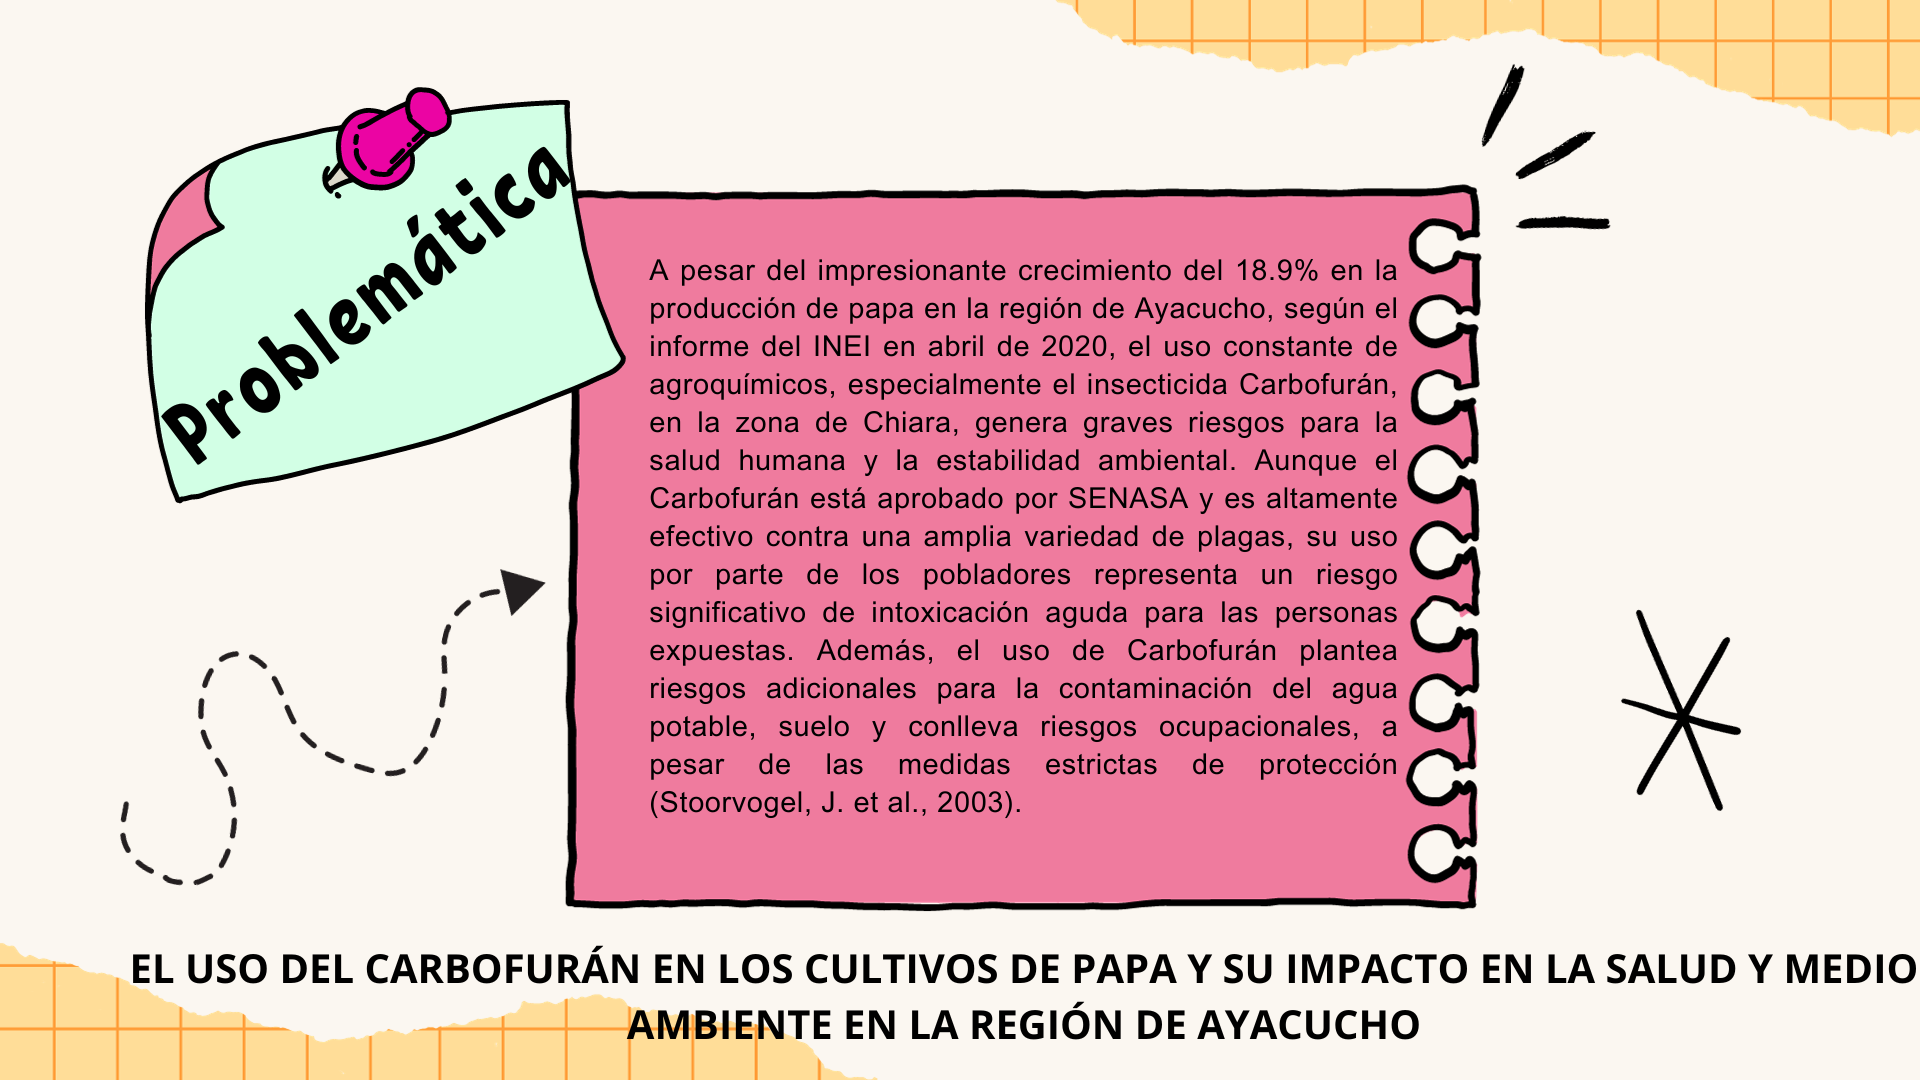 Problemática
A pesar del impresionante crecimiento del 18.9% en la
producción de papa en la región de Ayacucho, según el
informe del INEI en abril de 2020, el uso constante de
agroquímicos, especialmente el insecticida Carbofurán,
en la zona de Chiara, genera graves riesgos para la
salud humana y la estabilidad ambiental. Aunque el
Carbofurán está aprobado por SENASA y es altamente
efectivo contra una amplia variedad de plagas, su uso
por parte de los pobladores representa un riesgo
significativo de intoxicación aguda para las personas
expuestas. Además, el uso de Carbofurán plantea
riesgos adicionales para la contaminación del agua
potable, suelo y conlleva riesgos ocupacionales, a
pesar de las medidas estrictas de protección
(Stoorvogel, J. et al., 2003).
EL USO DEL CARBOFURÁN EN LOS CULTIVOS DE PAPA Y SU IMPACTO EN LA SALUD Y MEDIO
AMBIENTE EN LA REGIÓN DE AYACUCHO